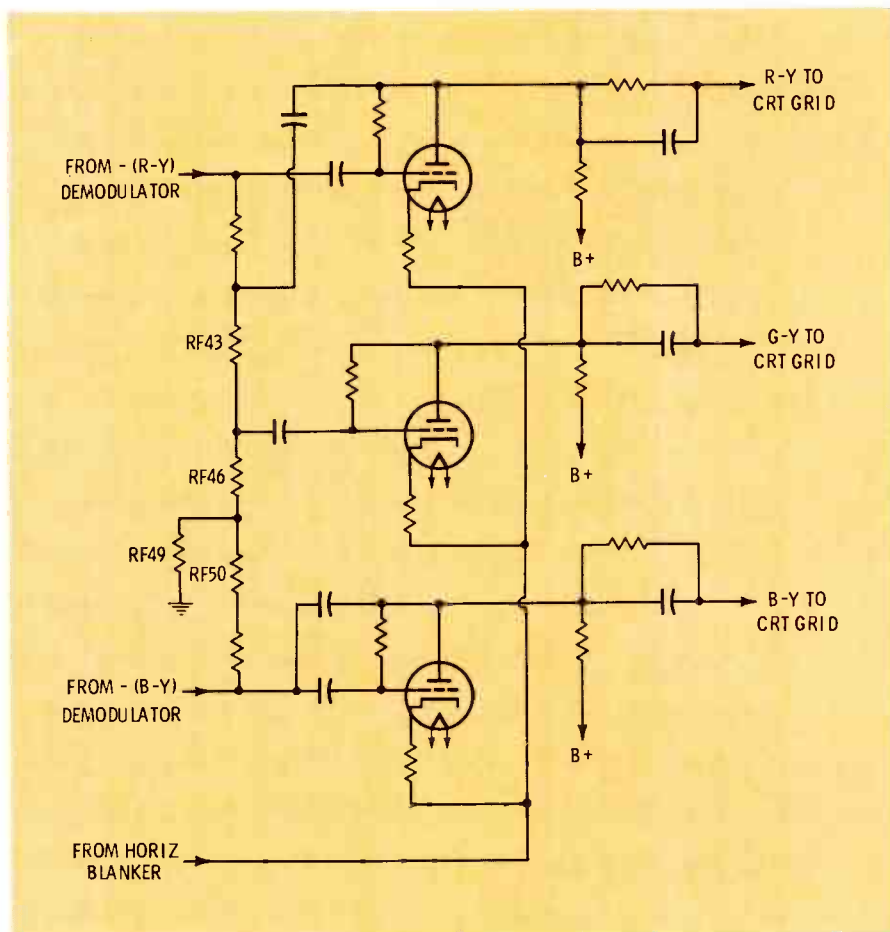 R-Y TO
CRT GRID
FROM - (R-Y)
DEMODULATOR
B+
RF43
G-Y TO
CRT GRID
RF46
B+
RF49
RF50
B-Y TO
CRT GRID
FROM - (B-Y)
DEMODULATOR
B+
FROM HORIZ
BLANKER